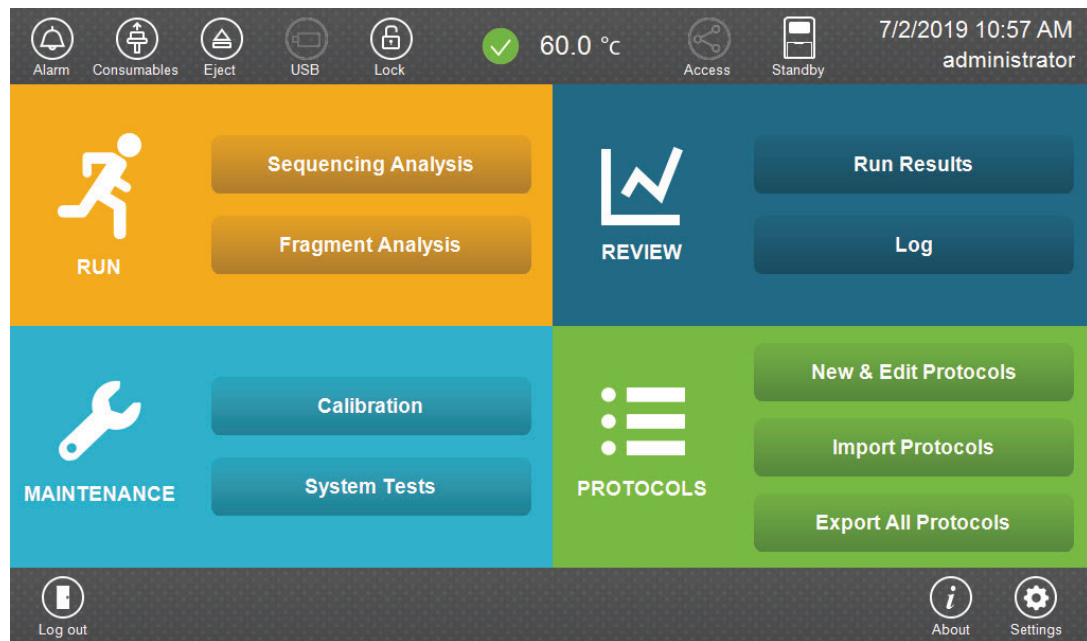 Alarm
Consumables
Eject
USB
Lock
60.0 °C
Access
Standby
7/2/2019 10:57 AM
administrator
RUN
Sequencing Analysis
Fragment Analysis
REVIEW
Run Results
Log
MAINTENANCE
Calibration
System Tests
PROTOCOLS
New & Edit Protocols
Import Protocols
Export All Protocols
Log out
i
About
Settings